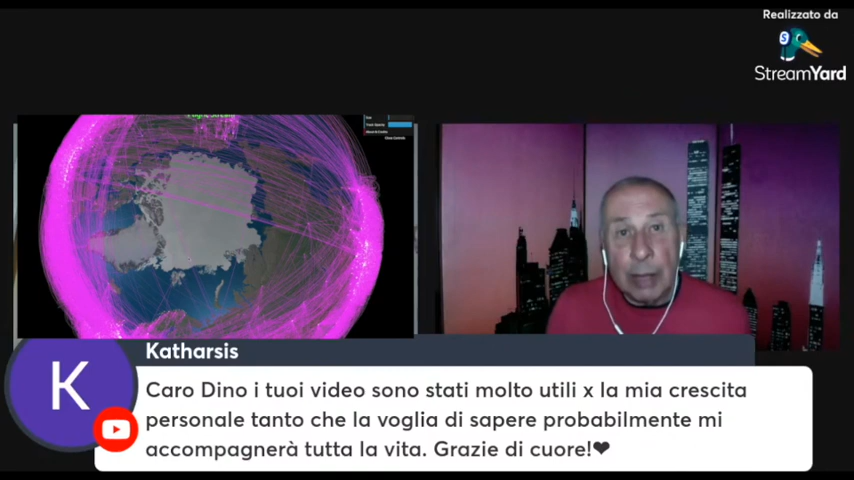 Realizzato da
StreamYard
Katharsis
K
Caro Dino i tuoi video sono stati molto utili x la mia crescita
personale tanto che la voglia di sapere probabilmente mi
accompagnerà tutta la vita. Grazie di cuore!❤